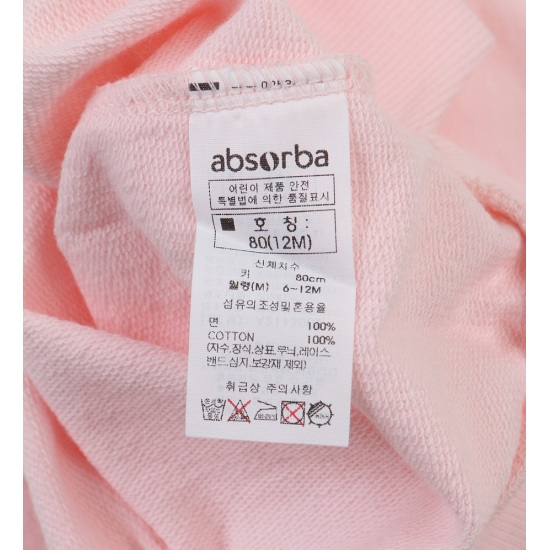 absorba
어린이 제품 안전
특별법에 의한 품질표시
호 칭:
80(12M)
신체치수
키 80cm
월령(M) 6~12M
섬유의조성및혼용율
면 100%
COTTON 100%
(자수,장식,상표,무늬,레이스
밴드,심지,보강재 제외)
취급상 주의사항